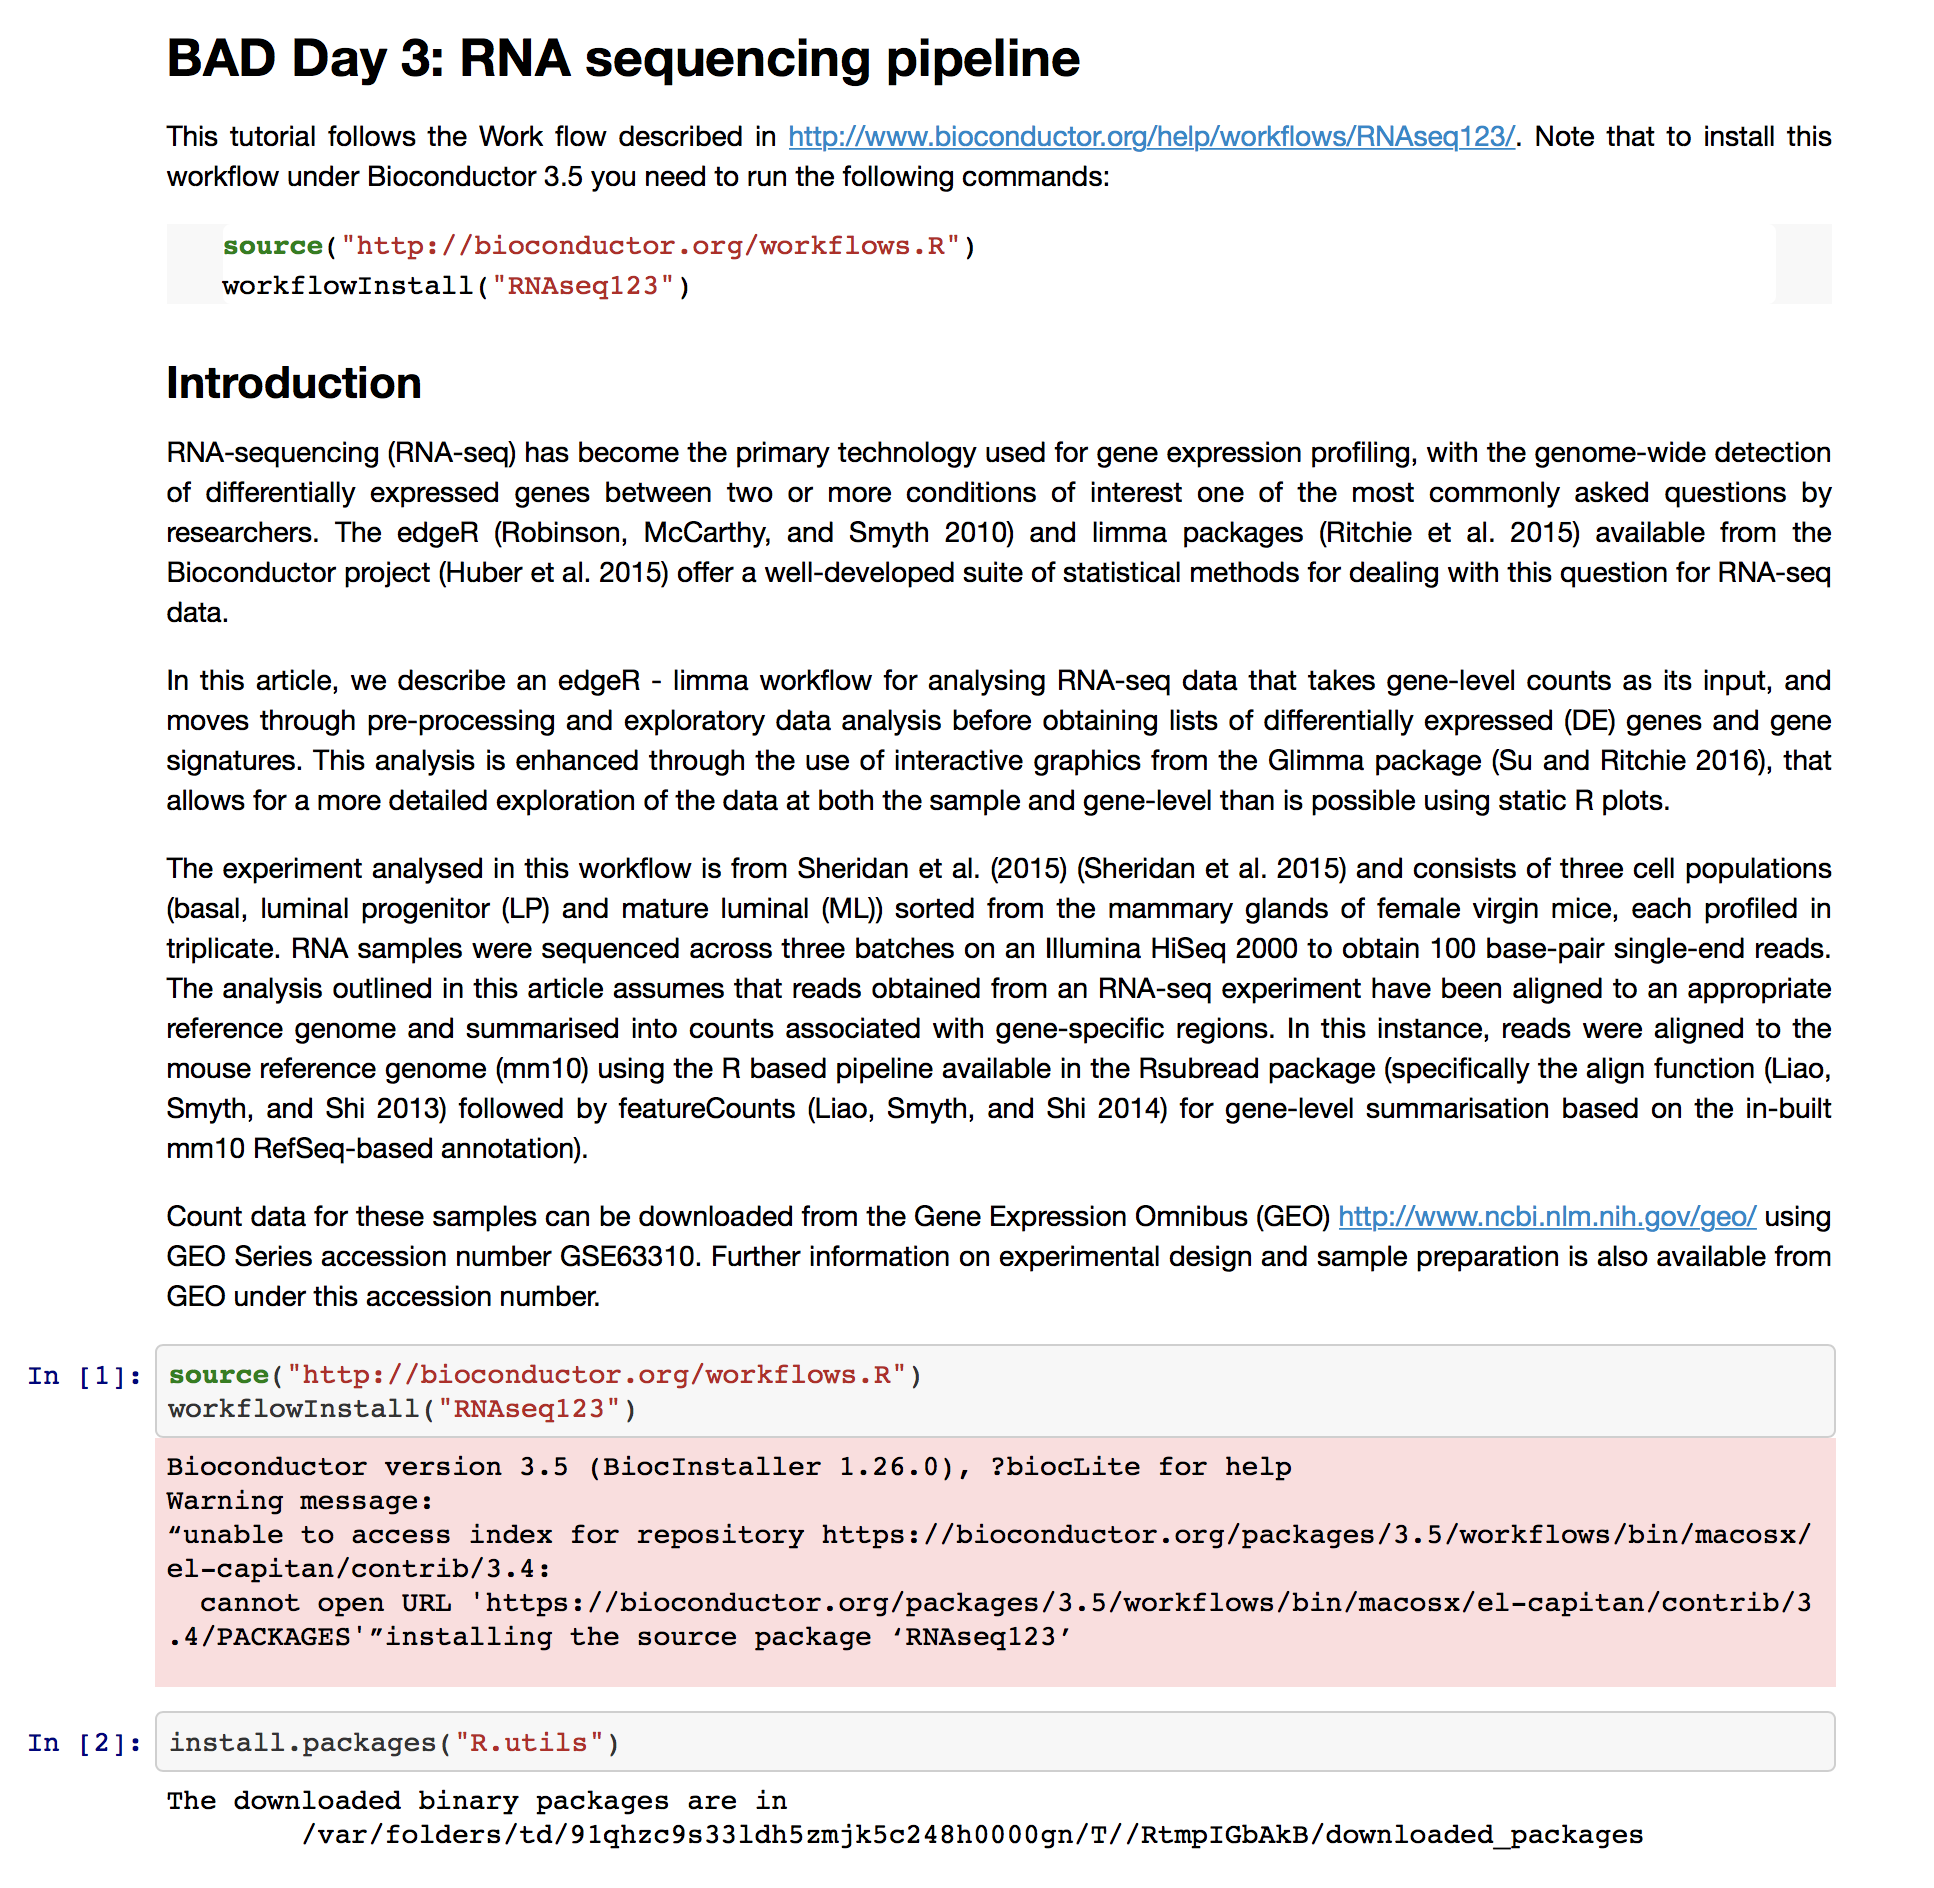 BAD Day 3: RNA sequencing pipeline
This tutorial follows the Work flow described in http://www.bioconductor.org/help/workflows/RNAseq123/. Note that to install this
workflow under Bioconductor 3.5 you need to run the following commands:
source("http://bioconductor.org/workflows.R")
workflowInstall("RNAseq123")
Introduction
RNA-sequencing (RNA-seq) has become the primary technology used for gene expression profiling, with the genome-wide detection
of differentially expressed genes between two or more conditions of interest one of the most commonly asked questions by
researchers. The edgeR (Robinson, McCarthy, and Smyth 2010) and limma packages (Ritchie et al. 2015) available from the
Bioconductor project (Huber et al. 2015) offer a well-developed suite of statistical methods for dealing with this question for RNA-seq
data.
In this article, we describe an edgeR - limma workflow for analysing RNA-seq data that takes gene-level counts as its input, and
moves through pre-processing and exploratory data analysis before obtaining lists of differentially expressed (DE) genes and gene
signatures. This analysis is enhanced through the use of interactive graphics from the Glimma package (Su and Ritchie 2016), that
allows for a more detailed exploration of the data at both the sample and gene-level than is possible using static R plots.
The experiment analysed in this workflow is from Sheridan et al. (2015) (Sheridan et al. 2015) and consists of three cell populations
(basal, luminal progenitor (LP) and mature luminal (ML)) sorted from the mammary glands of female virgin mice, each profiled in
triplicate. RNA samples were sequenced across three batches on an Illumina HiSeq 2000 to obtain 100 base-pair single-end reads.
The analysis outlined in this article assumes that reads obtained from an RNA-seq experiment have been aligned to an appropriate
reference genome and summarised into counts associated with gene-specific regions. In this instance, reads were aligned to the
mouse reference genome (mm10) using the R based pipeline available in the Rsubread package (specifically the align function (Liao,
Smyth, and Shi 2013) followed by featureCounts (Liao, Smyth, and Shi 2014) for gene-level summarisation based on the in-built
mm10 RefSeq-based annotation).
Count data for these samples can be downloaded from the Gene Expression Omnibus (GEO) http://www.ncbi.nlm.nih.gov/geo/ using
GEO Series accession number GSE63310. Further information on experimental design and sample preparation is also available from
GEO under this accession number.
In [1]: source("http://bioconductor.org/workflows.R")
workflowInstall("RNAseq123")
Bioconductor version 3.5 (BiocInstaller 1.26.0), ?biocLite for help
Warning message:
“unable to access index for repository https://bioconductor.org/packages/3.5/workflows/bin/macosx/
el-capitan/contrib/3.4:
cannot open URL 'https://bioconductor.org/packages/3.5/workflows/bin/macosx/el-capitan/contrib/3
.4/PACKAGES'”installing the source package ‘RNAseq123’
In [2]: install.packages("R.utils")
The downloaded binary packages are in
/var/folders/td/91qhzc9s33ldh5zmjk5c248h0000gn/T//RtmpIGbAkB/downloaded_packages